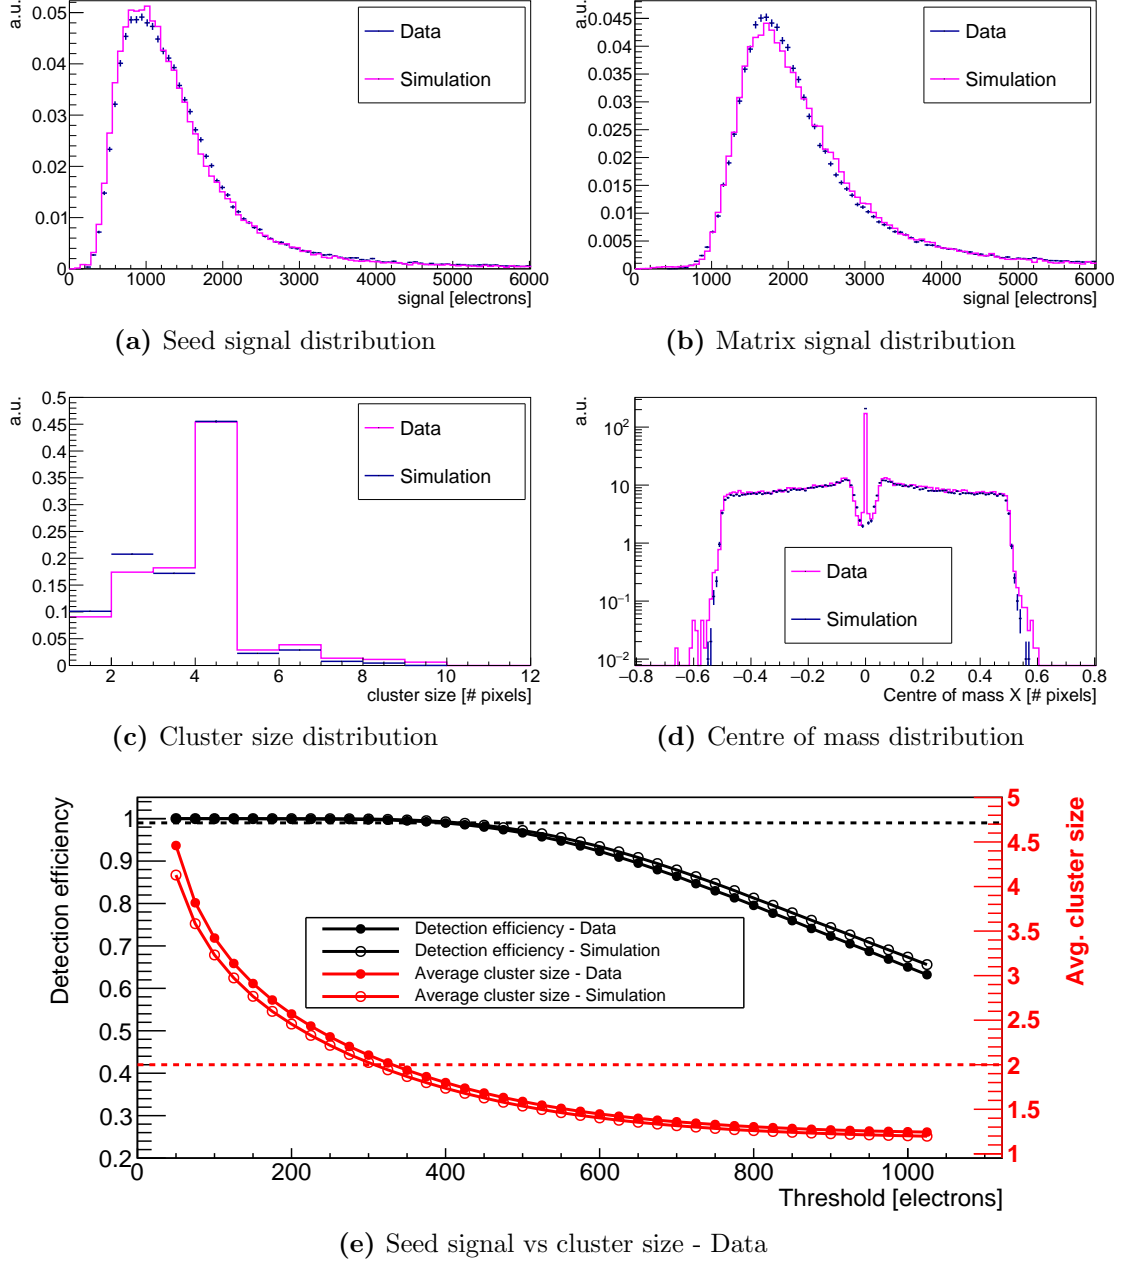 a.u.
0.05
0.04
0.03
0.02
0.01
0
Data
Simulation
0 1000 2000 3000 4000 5000 6000
signal [electrons]
(a) Seed signal distribution
a.u.
0.045
0.04
0.035
0.03
0.025
0.02
0.015
0.01
0.005
0
Data
Simulation
0 1000 2000 3000 4000 5000 6000
signal [electrons]
(b) Matrix signal distribution
a.u.
0.5
0.45
0.4
0.35
0.3
0.25
0.2
0.15
0.1
0.05
0
Data
Simulation
2 4 6 8 10 12
cluster size [# pixels]
(c) Cluster size distribution
a.u.
10²
10
1
10⁻¹
10⁻²
Data
Simulation
−0.8 −0.6 −0.4 −0.2 0 0.2 0.4 0.6 0.8
Centre of mass X [# pixels]
(d) Centre of mass distribution
Detection efficiency
1
0.9
0.8
0.7
0.6
0.5
0.4
0.3
0.2
Detection efficiency - Data
Detection efficiency - Simulation
Average cluster size - Data
Average cluster size - Simulation
5
4.5
4
3.5
3
2.5
2
1.5
1
Avg. cluster size
0 200 400 600 800 1000
Threshold [electrons]
(e) Seed signal vs cluster size - Data